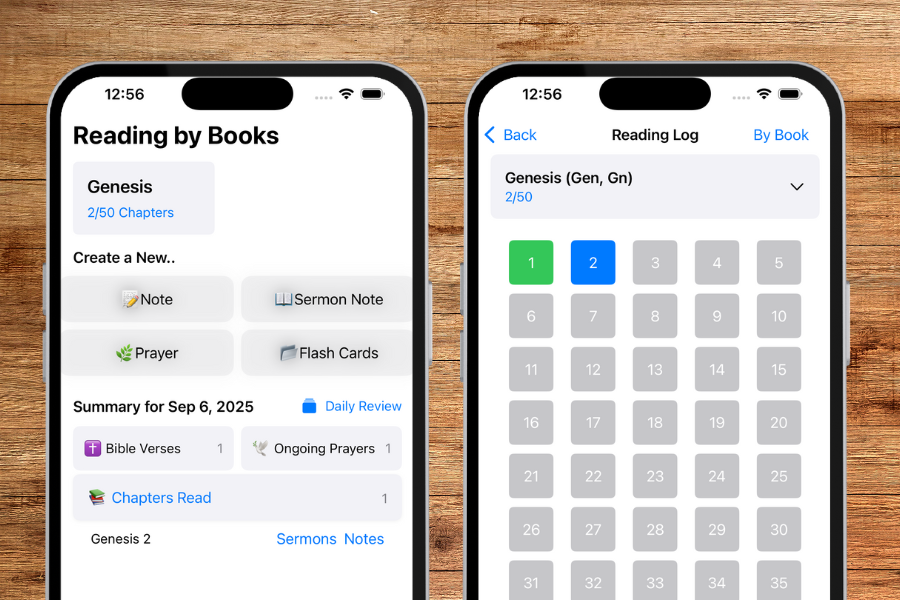 12:56
Reading by Books
Genesis
2/50 Chapters
Create a New..
Note
Sermon Note
Prayer
Flash Cards
Summary for Sep 6, 2025
Daily Review
Bible Verses 1
Ongoing Prayers 1
Chapters Read 1
Genesis 2
Sermons Notes
12:56
Back
Reading Log
By Book
Genesis (Gen, Gn)
2/50
1 2 3 4 5
6 7 8 9 10
11 12 13 14 15
16 17 18 19 20
21 22 23 24 25
26 27 28 29 30
31 32 33 34 35